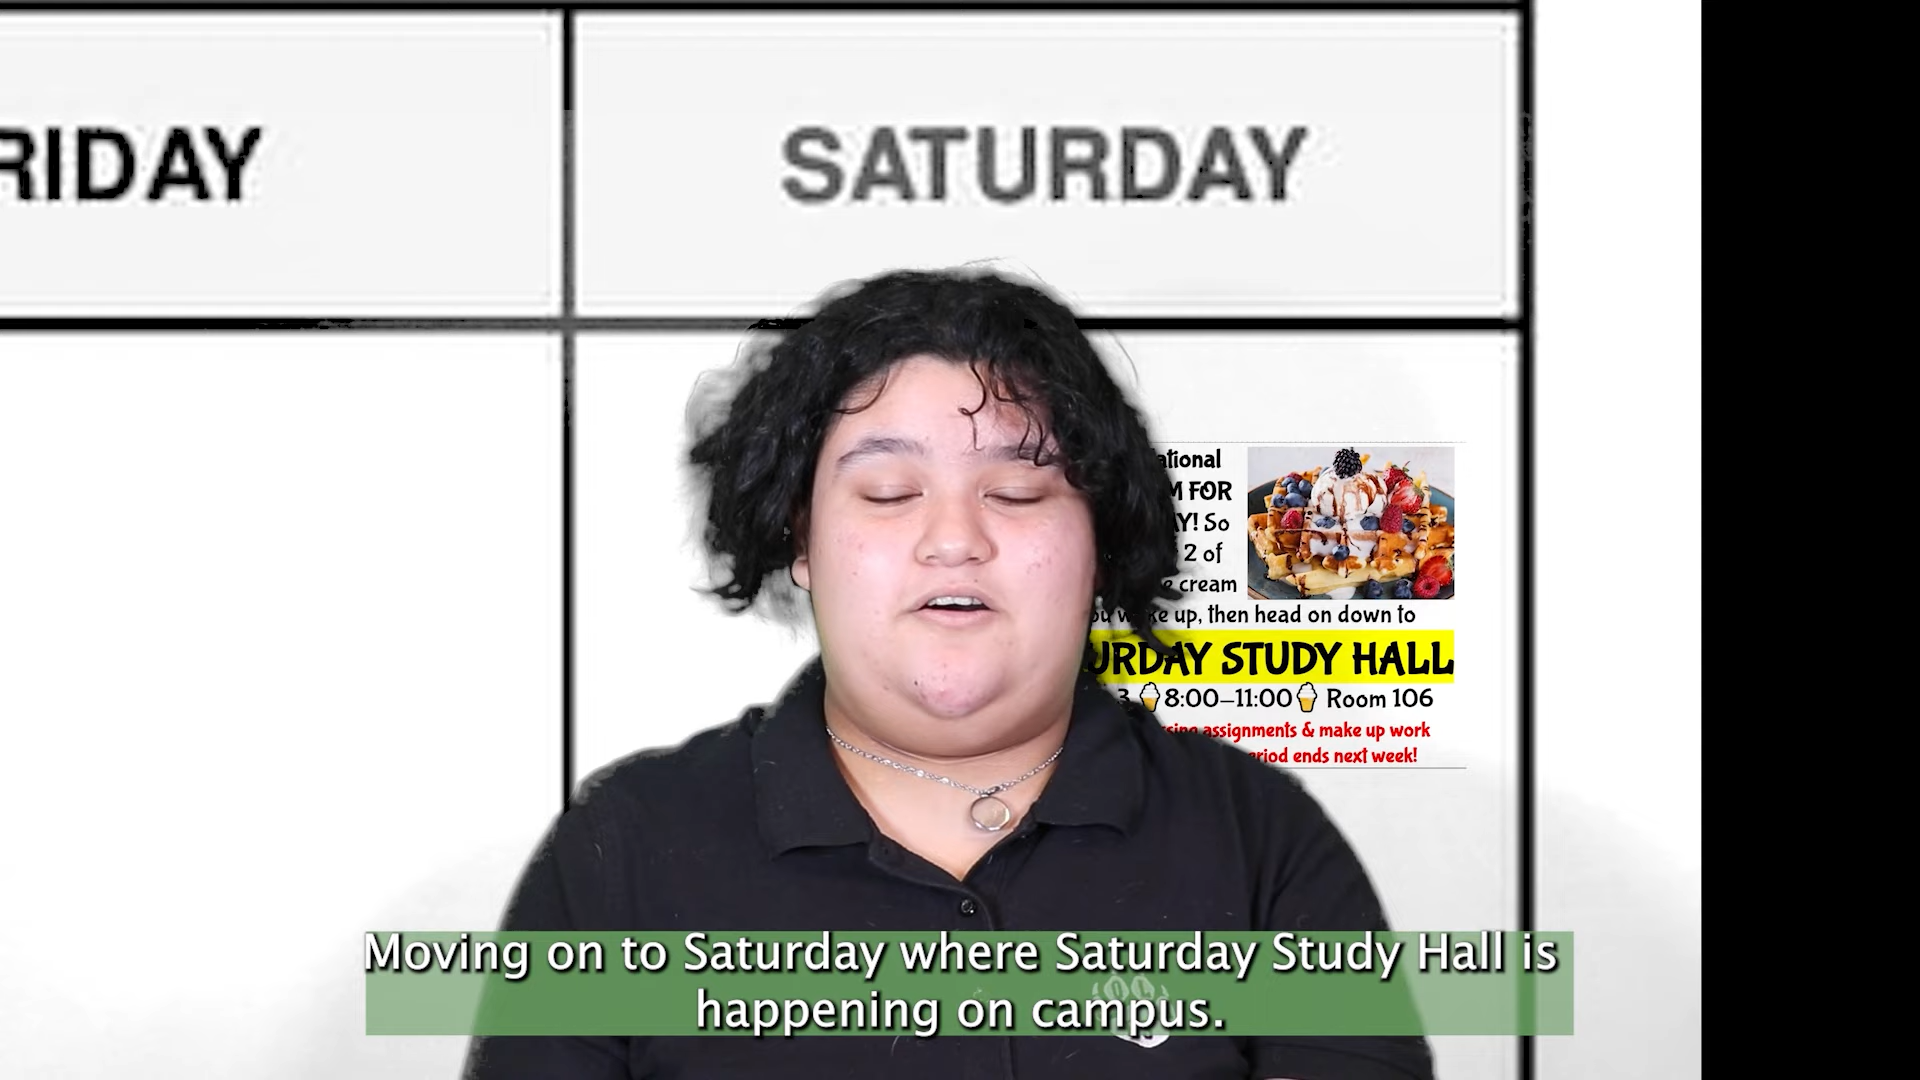 RIDAY
SATURDAY
ational
M FOR
AY! So
2 of
e cream
up, then head on down to
URDAY STUDY HALL
3 8:00–11:00 Room 106
assignments & make up work
eriod ends next week!
Moving on to Saturday where Saturday Study Hall is
happening on campus.